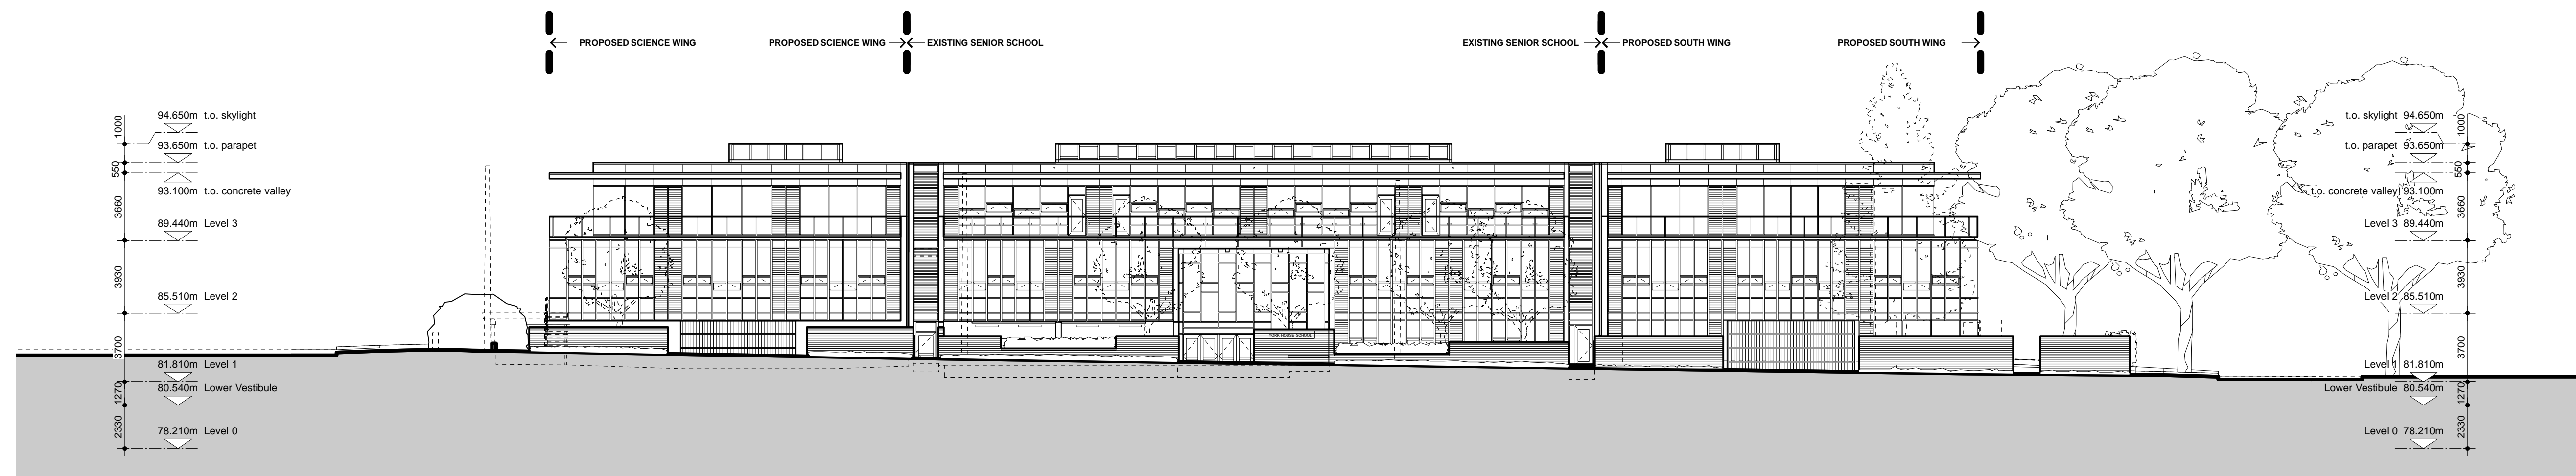 PROPOSED SCIENCE WING
PROPOSED SCIENCE WING
EXISTING SENIOR SCHOOL
EXISTING SENIOR SCHOOL
PROPOSED SOUTH WING
PROPOSED SOUTH WING
94.650m t.o. skylight
93.650m t.o. parapet
93.100m t.o. concrete valley
89.440m Level 3
85.510m Level 2
81.810m Level 1
80.540m Lower Vestibule
78.210m Level 0
1000
550
3660
3930
3700
1270
2330
YORK HOUSE SCHOOL
t.o. skylight 94.650m
t.o. parapet 93.650m
t.o. concrete valley 93.100m
Level 3 89.440m
Level 2 85.510m
Level 1 81.810m
Lower Vestibule 80.540m
Level 0 78.210m
1000
550
3660
3930
3700
1270
2330